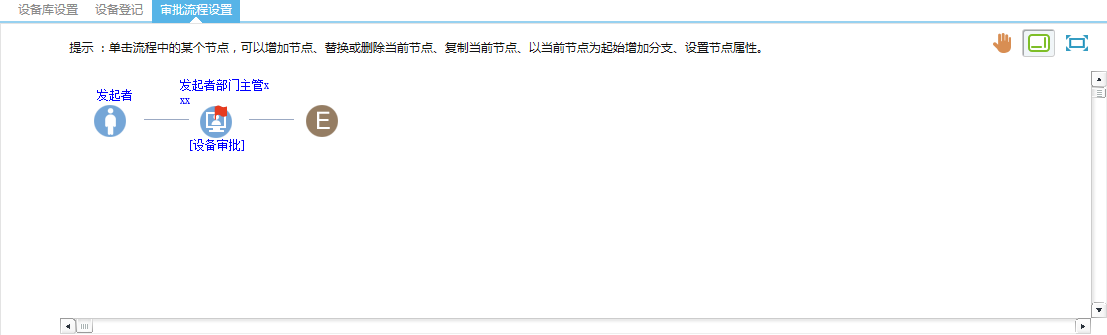 设备库设置 设备登记 审批流程设置
提示 ：单击流程中的某个节点，可以增加节点、替换或删除当前节点、复制当前节点、以当前节点为起始增加分支、设置节点属性。
发起者
发起者部门主管x
xx
E
[设备审批]